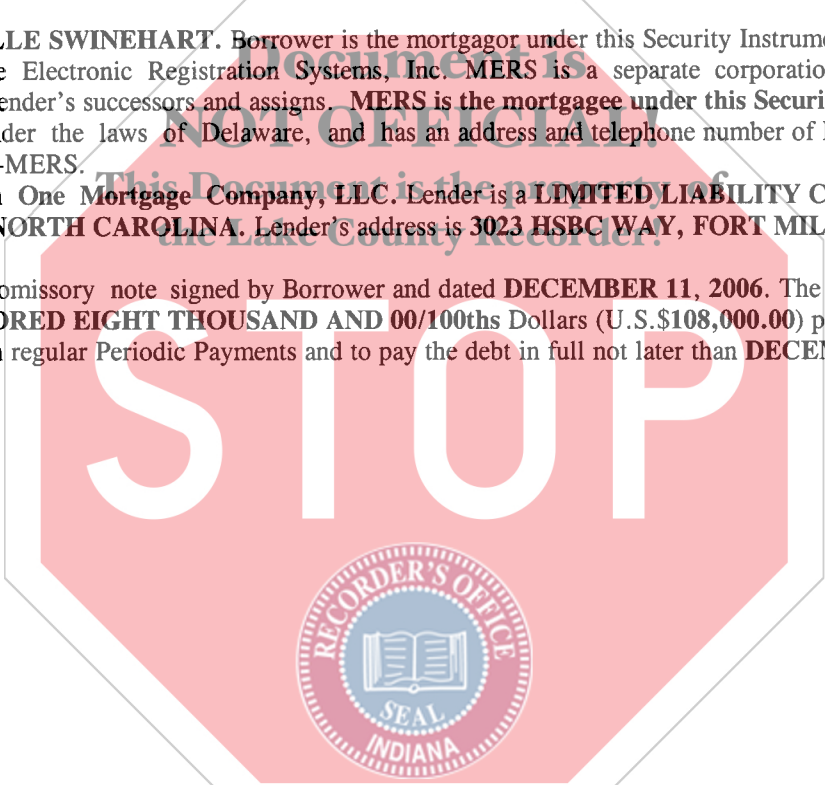 LLE SWINEHART. Borrower is the mortgagor under this Security Instrum
e Electronic Registration Systems, Inc. MERS is a separate corporatio
ender's successors and assigns. MERS is the mortgagee under this Securi
der the laws of Delaware, and has an address and telephone number of
-MERS.
One Mortgage Company, LLC. Lender is a LIMITED LIABILITY C
NORTH CAROLINA. Lender's address is 3023 HSBC WAY, FORT MIL
omissory note signed by Borrower and dated DECEMBER 11, 2006. The
DRED EIGHT THOUSAND AND 00/100ths Dollars (U.S.$108,000.00) p
regular Periodic Payments and to pay the debt in full not later than DECEM
Document is
NOT OFFICIAL!
This Document is the property of
the Lake County Recorder!
STOP
RECORDER'S OFFICE
SEAL
INDIANA